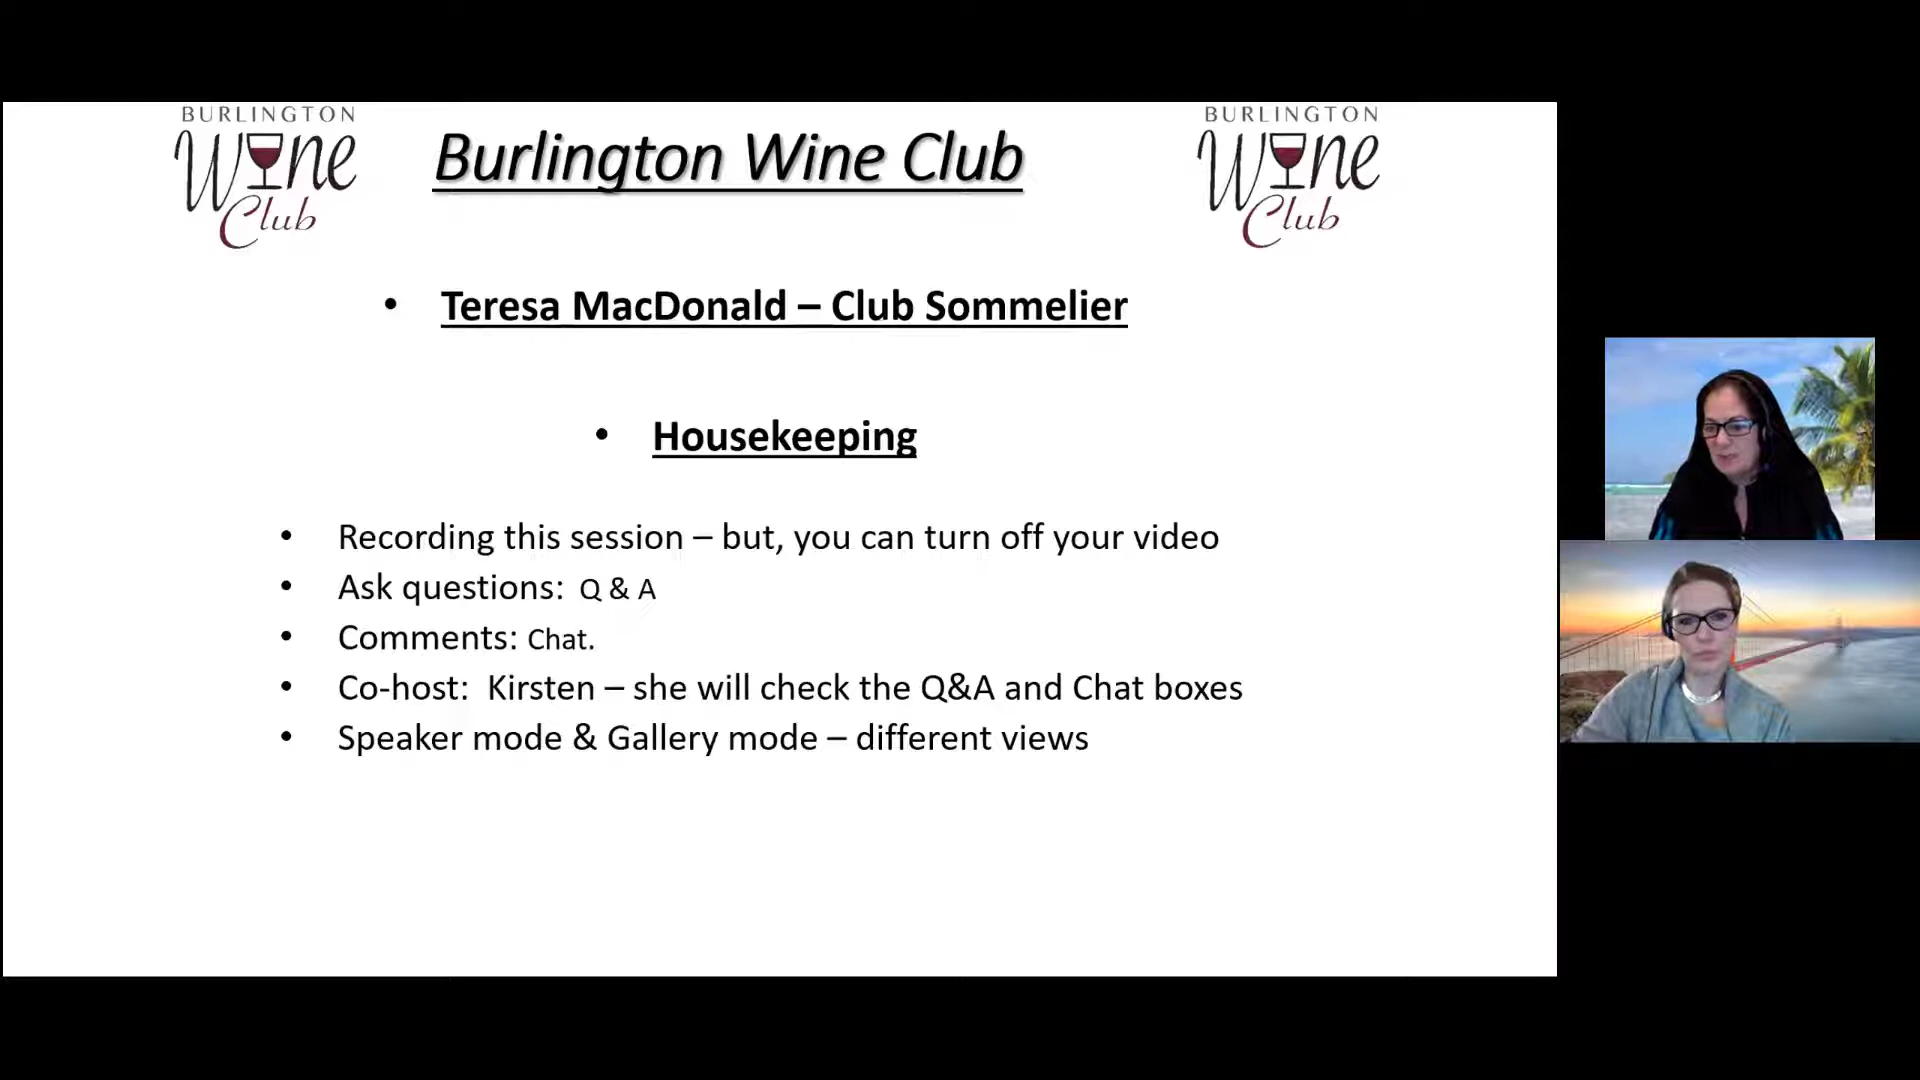 BURLINGTON
Wine
Club
Burlington Wine Club
BURLINGTON
Wine
Club
• Teresa MacDonald – Club Sommelier
• Housekeeping
• Recording this session – but, you can turn off your video
• Ask questions: Q & A
• Comments: Chat.
• Co-host: Kirsten – she will check the Q&A and Chat boxes
• Speaker mode & Gallery mode – different views